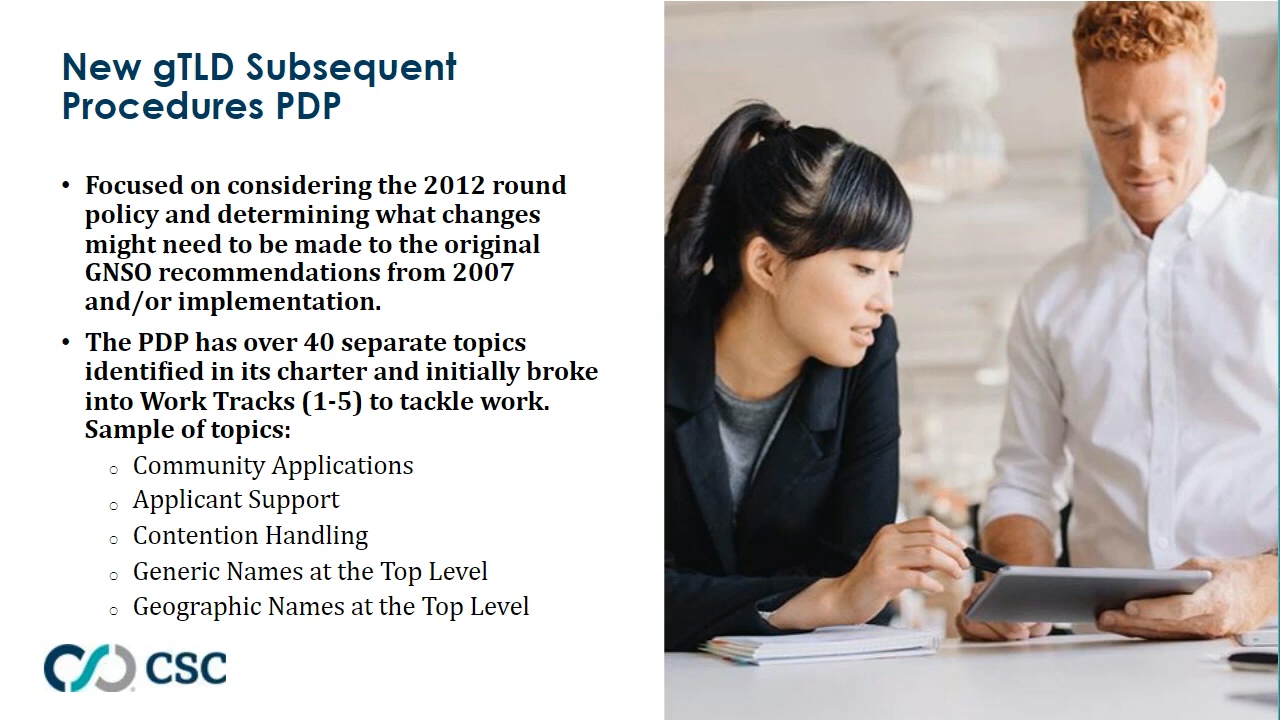 New gTLD Subsequent
Procedures PDP
• Focused on considering the 2012 round
policy and determining what changes
might need to be made to the original
GNSO recommendations from 2007
and/or implementation.
• The PDP has over 40 separate topics
identified in its charter and initially broke
into Work Tracks (1-5) to tackle work.
Sample of topics:
○ Community Applications
○ Applicant Support
○ Contention Handling
○ Generic Names at the Top Level
○ Geographic Names at the Top Level
CSC